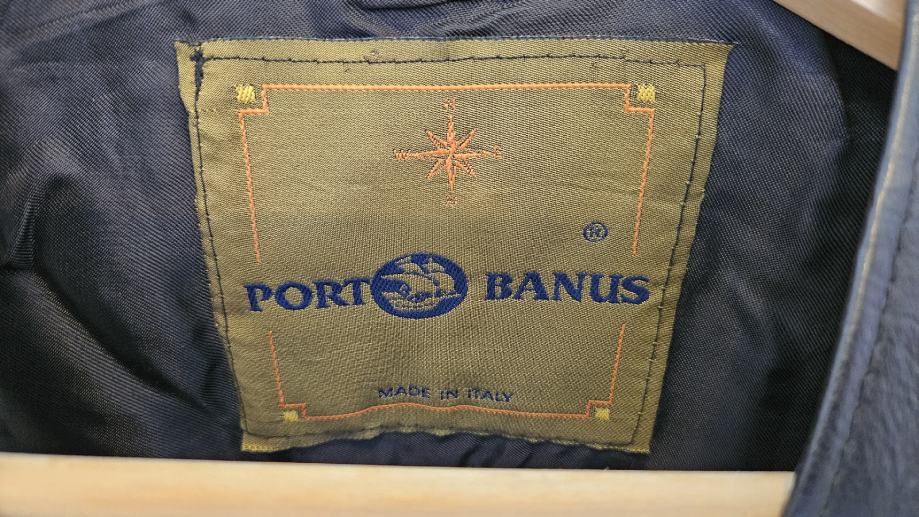 N
W E
S
®
PORT BANUS
MADE IN ITALY